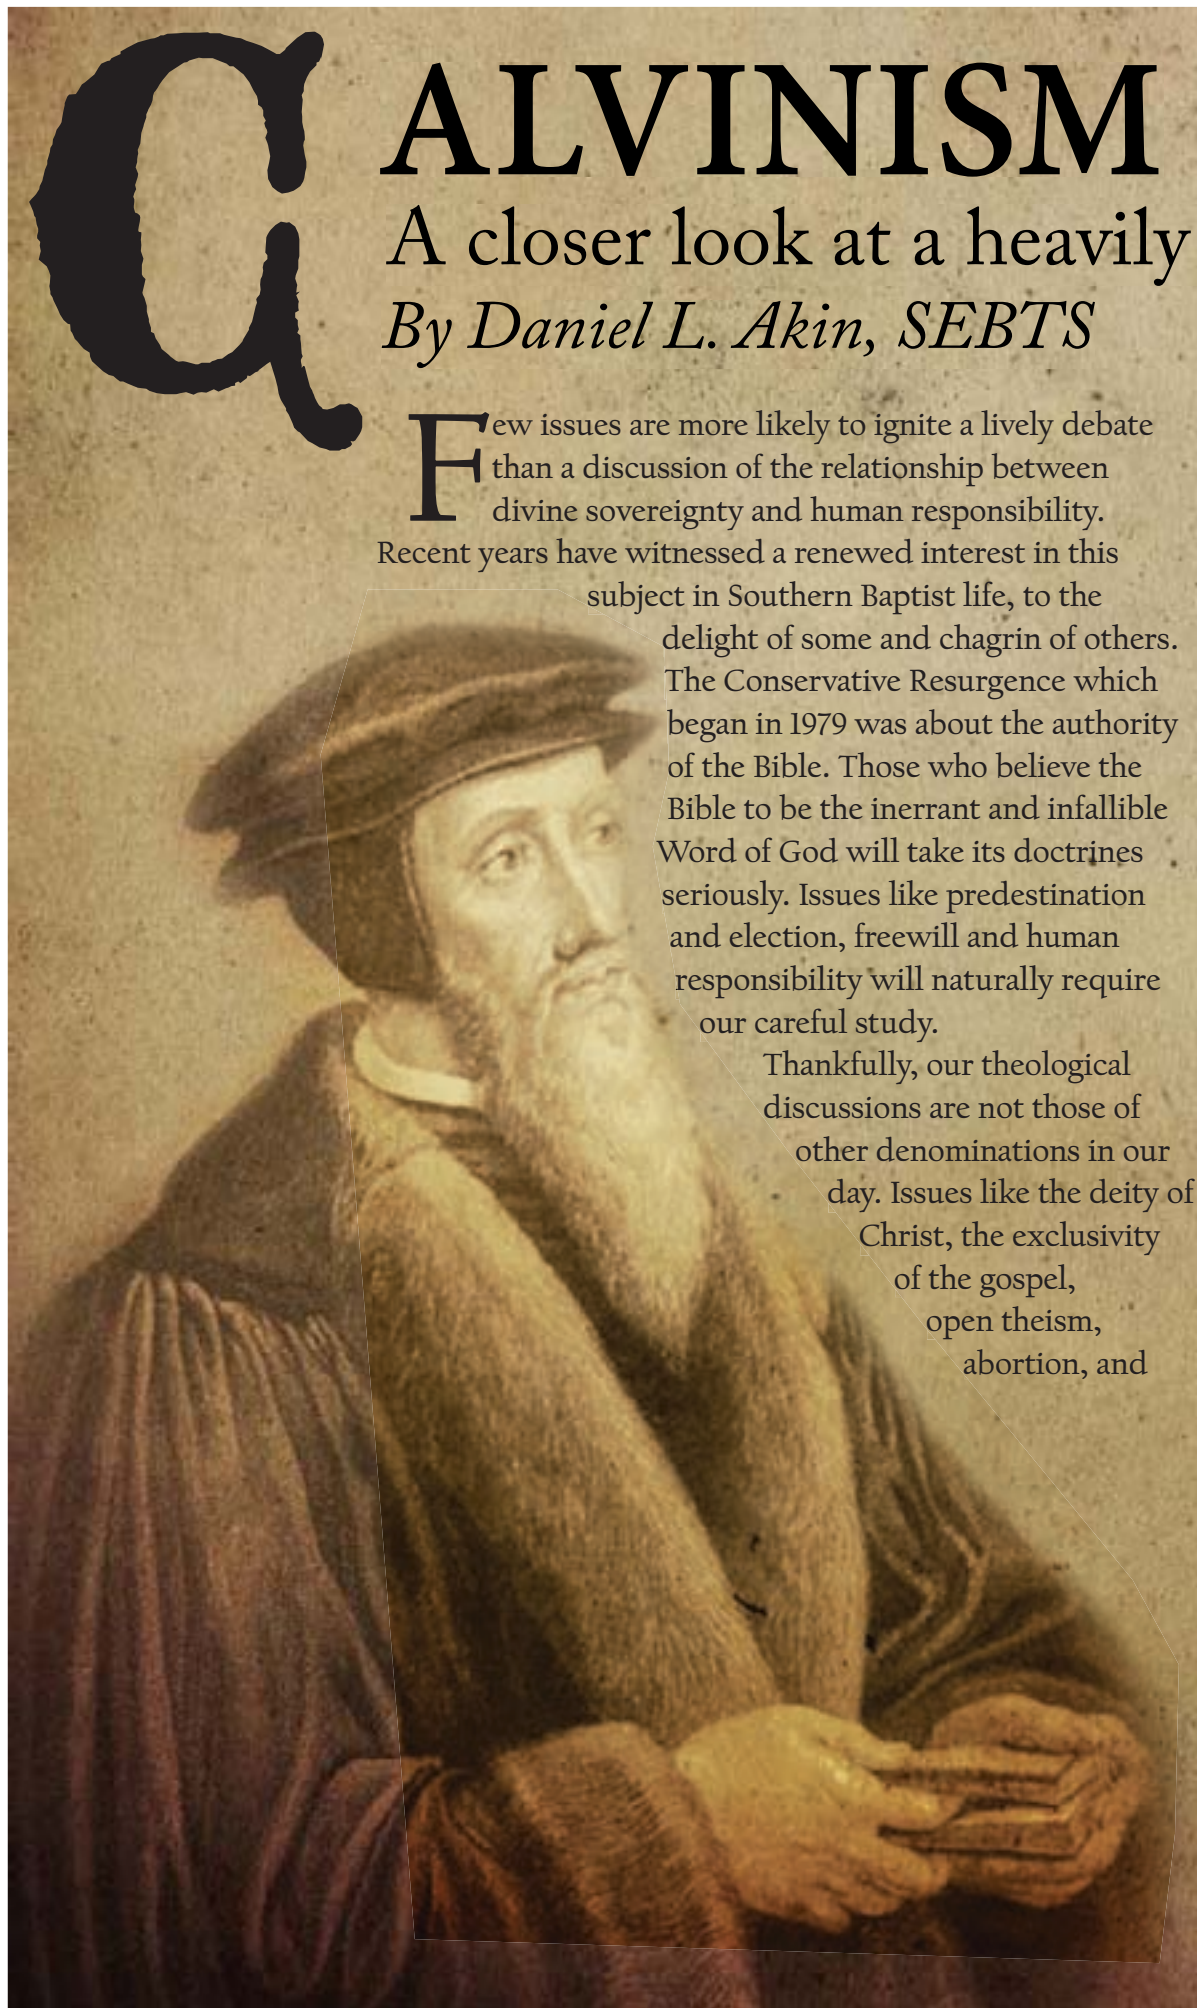 CALVINISM
A closer look at a heavily
By Daniel L. Akin, SEBTS
Few issues are more likely to ignite a lively debate
than a discussion of the relationship between
divine sovereignty and human responsibility.
Recent years have witnessed a renewed interest in this
subject in Southern Baptist life, to the
delight of some and chagrin of others.
The Conservative Resurgence which
began in 1979 was about the authority
of the Bible. Those who believe the
Bible to be the inerrant and infallible
Word of God will take its doctrines
seriously. Issues like predestination
and election, freewill and human
responsibility will naturally require
our careful study.
Thankfully, our theological
discussions are not those of
other denominations in our
day. Issues like the deity of
Christ, the exclusivity
of the gospel,
open theism,
abortion, and